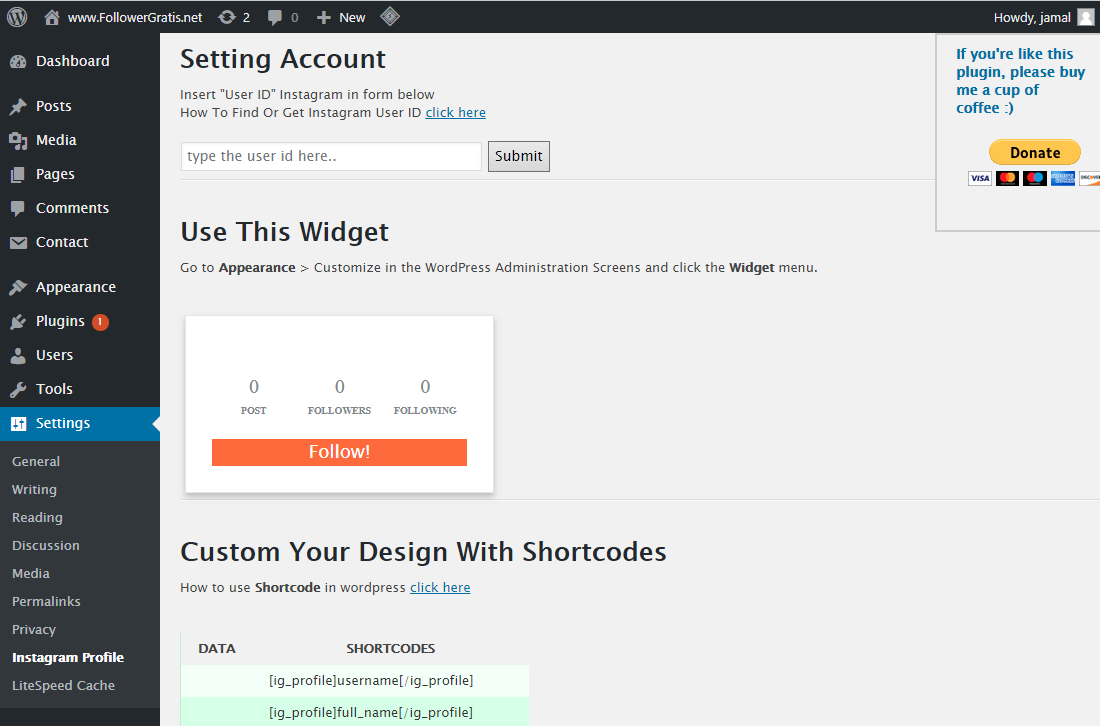 www.FollowerGratis.net 2 0 New Howdy, jamal
Dashboard
Posts
Media
Pages
Comments
Contact
Appearance
Plugins 1
Users
Tools
Settings
General
Writing
Reading
Discussion
Media
Permalinks
Privacy
Instagram Profile
LiteSpeed Cache
Setting Account
Insert "User ID" Instagram in form below
How To Find Or Get Instagram User ID click here
type the user id here.. Submit
Use This Widget
Go to Appearance > Customize in the WordPress Administration Screens and click the Widget menu.
0 0 0
POST FOLLOWERS FOLLOWING
Follow!
Custom Your Design With Shortcodes
How to use Shortcode in wordpress click here
DATA SHORTCODES
[ig_profile]username[/ig_profile]
[ig_profile]full_name[/ig_profile]
If you're like this
plugin, please buy
me a cup of
coffee :)
Donate
VISA